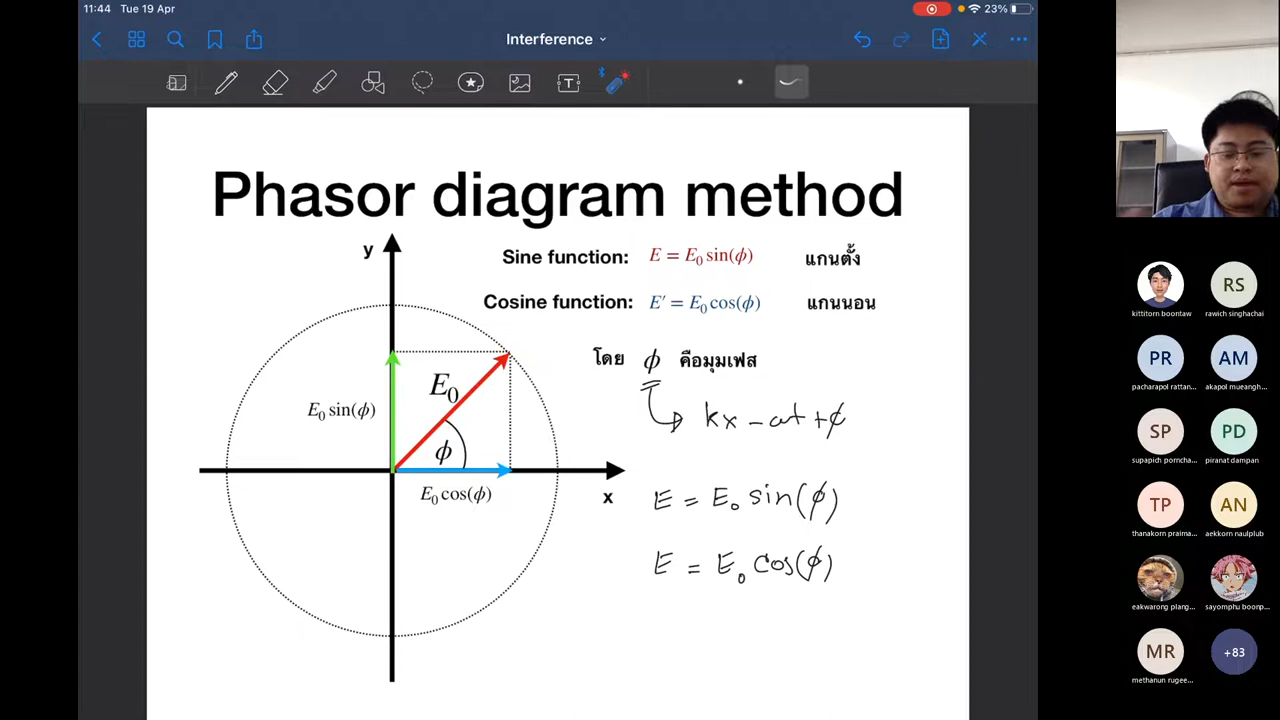 11:44 Tue 19 Apr
23%
Interference
Phasor diagram method
y
Sine function: E = E₀ sin(ϕ) แกนตั้ง
Cosine function: E′ = E₀ cos(ϕ) แกนนอน
โดย ϕ คือมุมเฟส
E₀
kx - ωt + ϕ
E₀ sin(ϕ)
ϕ
E₀ cos(ϕ)
x
E = E₀ sin(ϕ)
E = E₀ cos(ϕ)
RS
kittitorn boontaw
rawich singhachai
PR
AM
pacharapol rattan...
akapol mueangh...
SP
PD
supapich porncha...
piranat dampan
TP
AN
thanakorn praima...
aekkorn naulplub
eakwarong plang...
sayomphu boonp...
MR
+83
methanun rugee...